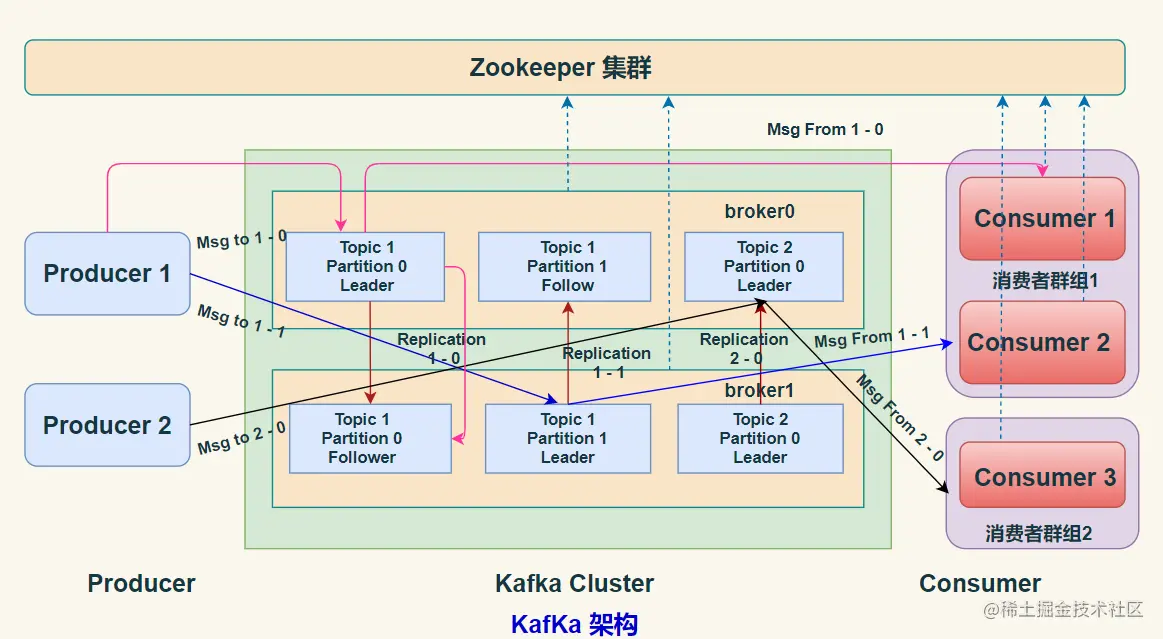 Zookeeper 集群
Msg From 1 - 0
broker0
Consumer 1
消费者群组1
Msg to 1 - 0
Topic 1
Partition 0
Leader
Topic 1
Partition 1
Follow
Topic 2
Partition 0
Leader
Producer 1
Msg to 1 - 1
Replication
1 - 0
Replication
1 - 1
Replication
2 - 0
Msg From 1 - 1
Consumer 2
broker1
Msg From 2 - 0
Producer 2
Msg to 2 - 0
Topic 1
Partition 0
Follower
Topic 1
Partition 1
Leader
Topic 2
Partition 0
Leader
Consumer 3
消费者群组2
Producer
Kafka Cluster
Consumer
KafKa 架构
@稀土掘金技术社区